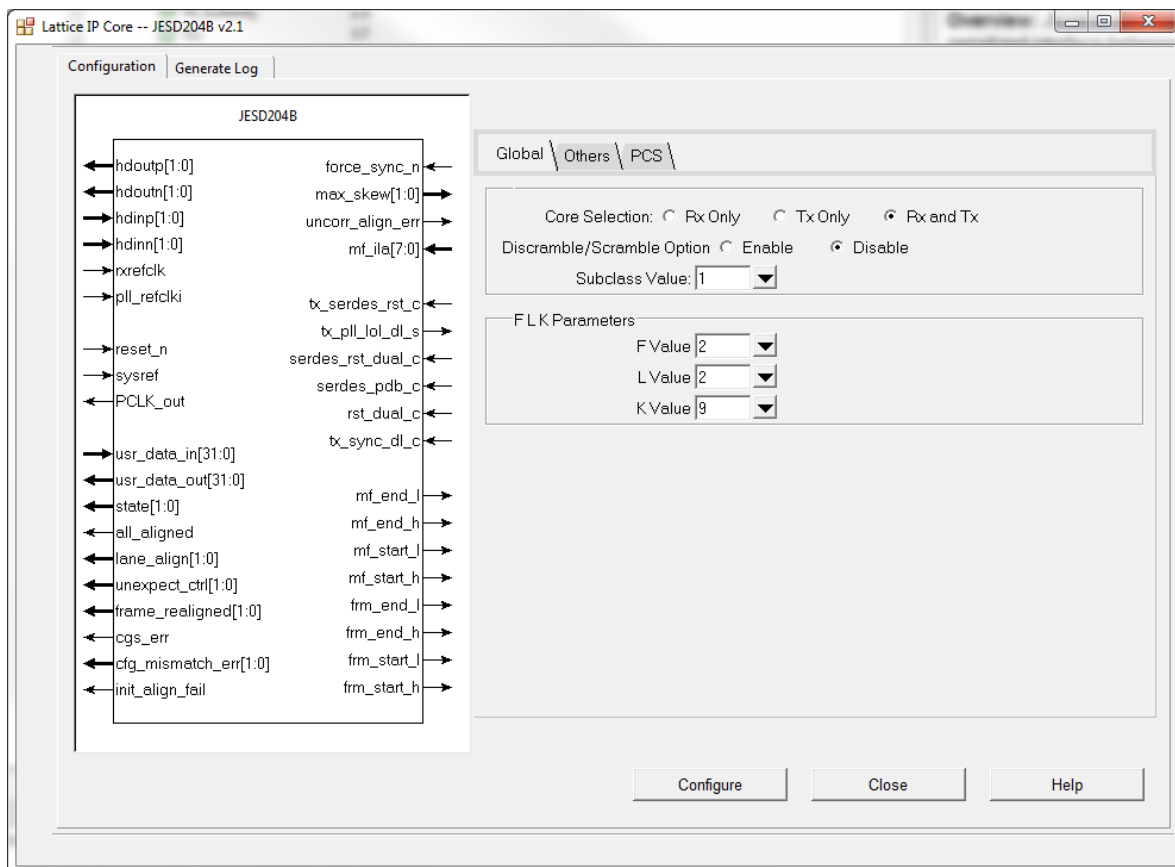 Lattice IP Core -- JESD204B v2.1
Configuration
Generate Log
JESD204B
hdoutp[1:0]
hdoutn[1:0]
hdinp[1:0]
hdinn[1:0]
rxrefclk
pll_refclki
reset_n
sysref
PCLK_out
usr_data_in[31:0]
usr_data_out[31:0]
state[1:0]
all_aligned
lane_align[1:0]
unexpect_ctrl[1:0]
frame_realigned[1:0]
cgs_err
cfg_mismatch_err[1:0]
init_align_fail
force_sync_n
max_skew[1:0]
uncorr_align_err
mf_ila[7:0]
tx_serdes_rst_c
tx_pll_lol_dl_s
serdes_rst_dual_c
serdes_pdb_c
rst_dual_c
tx_sync_dl_c
mf_end_l
mf_end_h
mf_start_l
mf_start_h
frm_end_l
frm_end_h
frm_start_l
frm_start_h
Global Others PCS
Core Selection: Rx Only Tx Only Rx and Tx
Discramble/Scramble Option Enable Disable
Subclass Value: 1
F L K Parameters
F Value 2
L Value 2
K Value 9
Configure Close Help